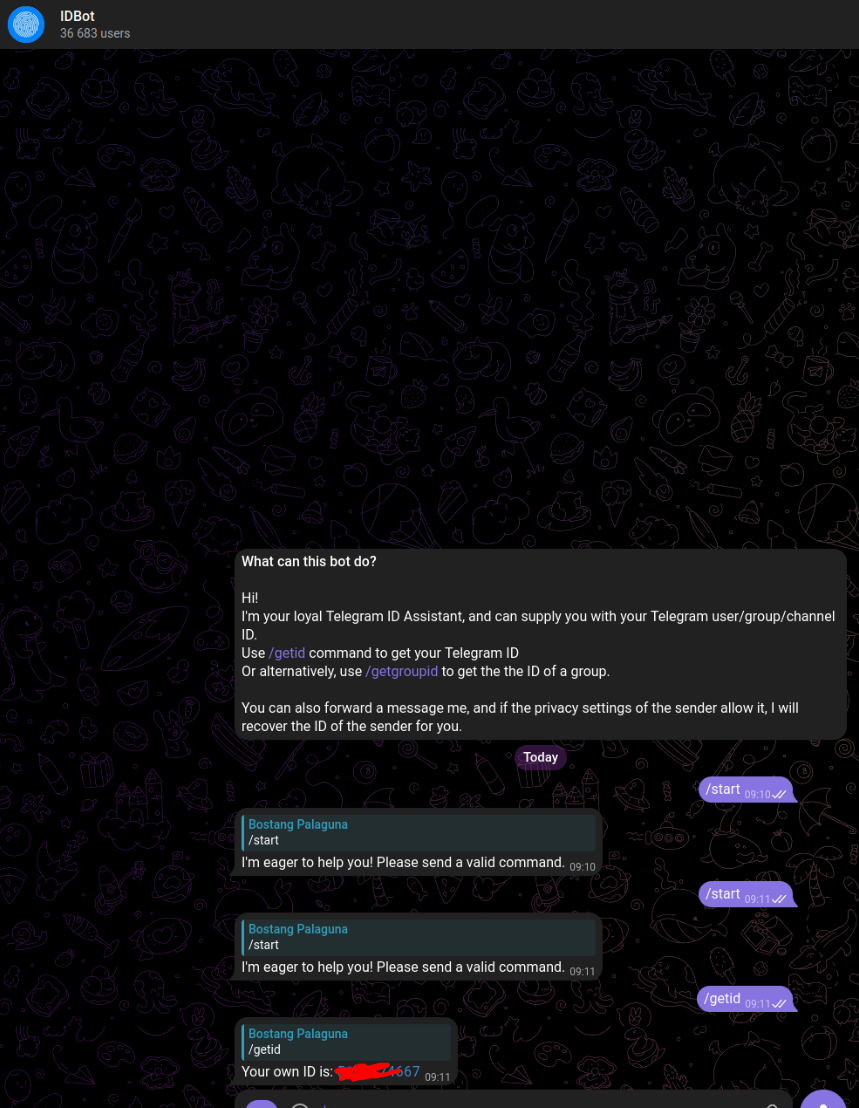 IDBot
36 683 users
What can this bot do?
Hi!
I'm your loyal Telegram ID Assistant, and can supply you with your Telegram user/group/channel
ID.
Use /getid command to get your Telegram ID
Or alternatively, use /getgroupid to get the the ID of a group.
You can also forward a message me, and if the privacy settings of the sender allow it, I will
recover the ID of the sender for you.
Today
/start 09:10
Bostang Palaguna
/start
I'm eager to help you! Please send a valid command. 09:10
/start 09:11
Bostang Palaguna
/start
I'm eager to help you! Please send a valid command. 09:11
/getid 09:11
Bostang Palaguna
/getid
Your own ID is: 667 09:11